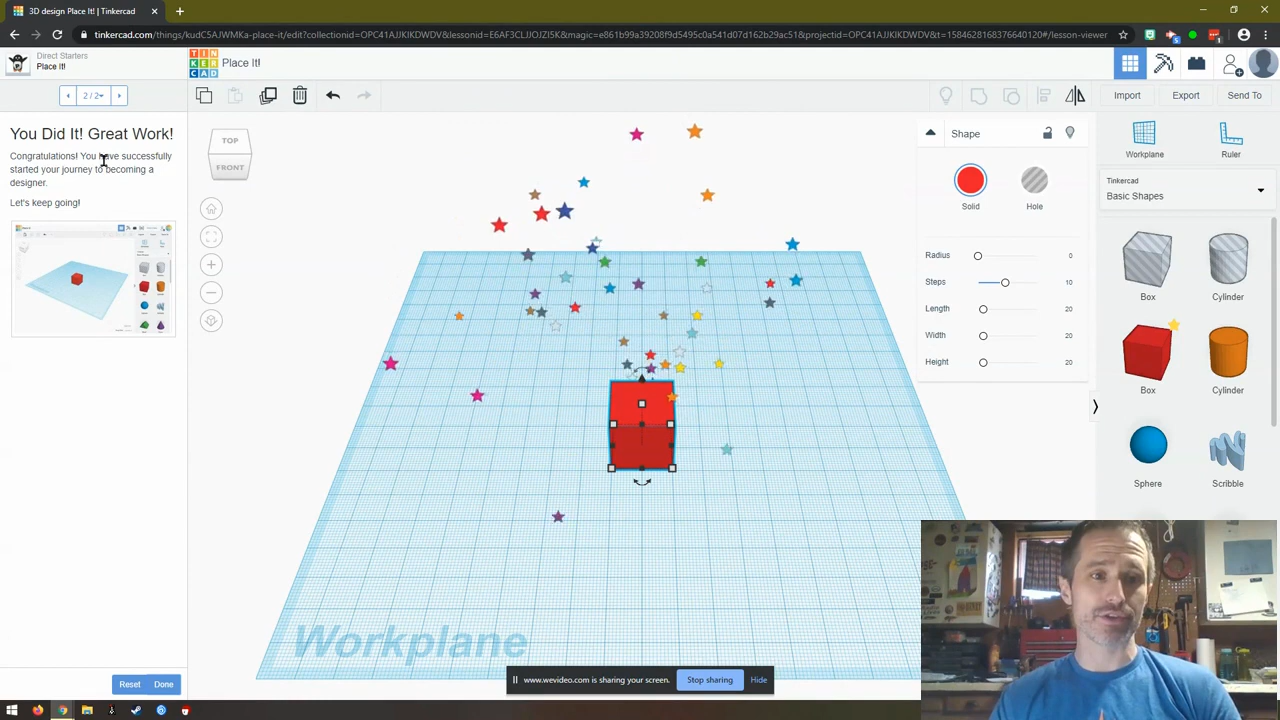 3D design Place It! | Tinkercad
tinkercad.com/things/kudC5AJWMKa-place-it/edit?collectionid=OPC41AJJKIKDWDV&lessonid=E6AF3CLJJOJZI5K&magic=e861b99a39208f9d5495c0a541d07d162b29ac51&projectid=OPC41AJJKIKDWDV&t=1584628168376640120#/lesson-viewer
Direct Starters
Place It!
TIN
KER
CAD
Place It!
2 / 2
Import
Export
Send To
You Did It! Great Work!
Congratulations! You have successfully
started your journey to becoming a
designer.
Let's keep going!
TOP
FRONT
Shape
Solid
Hole
Radius
0
Steps
10
Length
20
Width
20
Height
20
Workplane
Ruler
Tinkercad
Basic Shapes
Box
Cylinder
Box
Cylinder
Sphere
Scribble
Workplane
www.wevideo.com is sharing your screen.
Stop sharing
Hide
Reset
Done